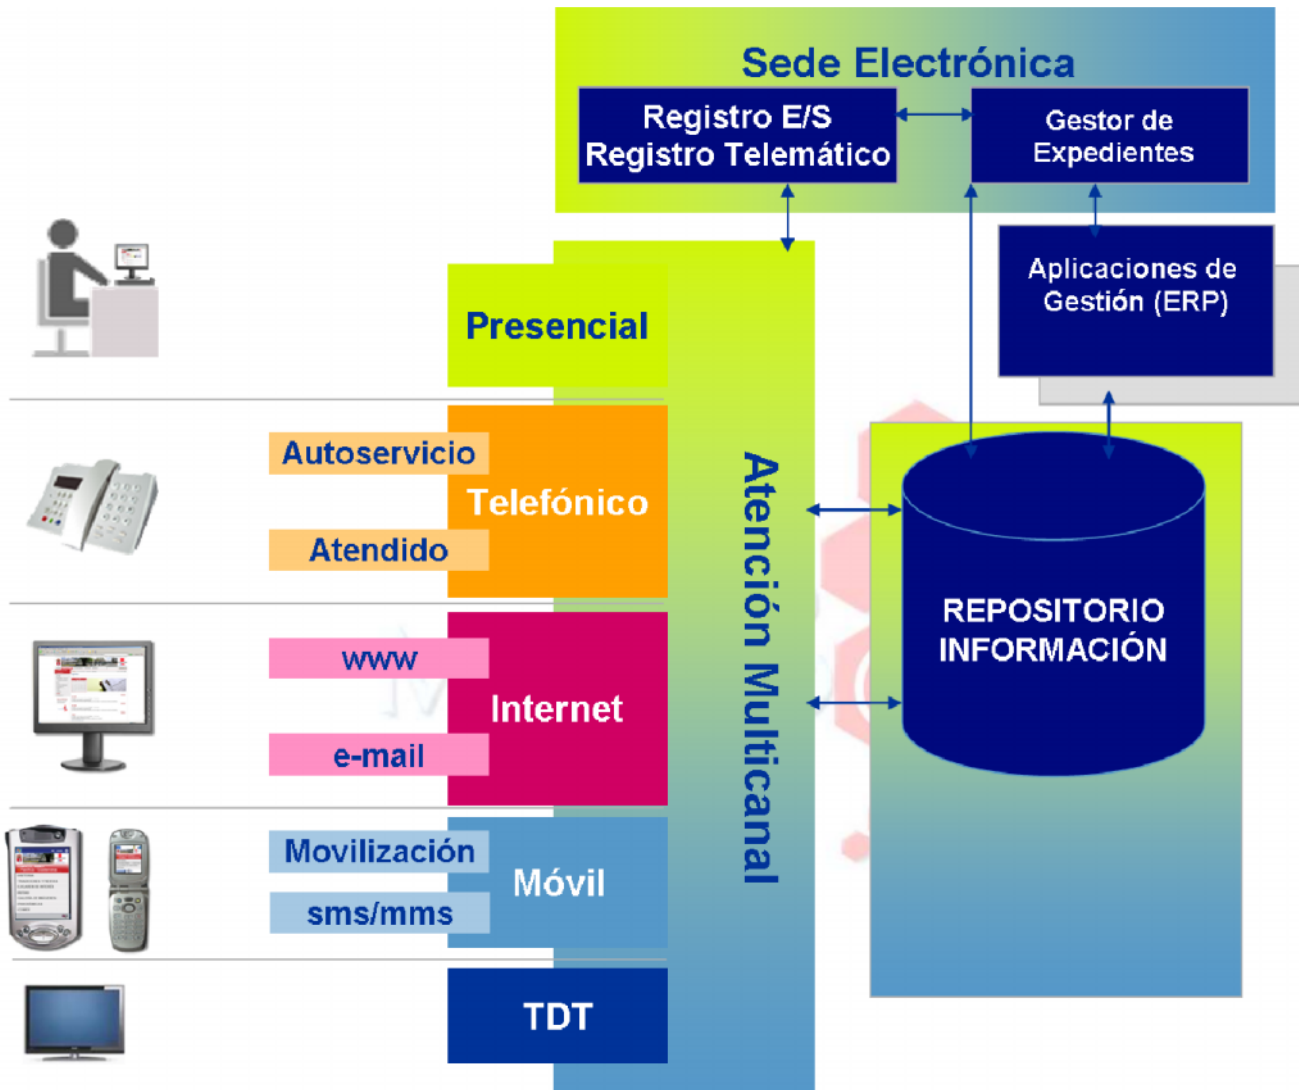 Sede Electrónica
Registro E/S
Registro Telemático
Gestor de
Expedientes
Aplicaciones de
Gestión (ERP)
Presencial
Autoservicio
Telefónico
Atendido
www
Internet
e-mail
Movilización
Móvil
sms/mms
TDT
Atención Multicanal
REPOSITORIO
INFORMACIÓN